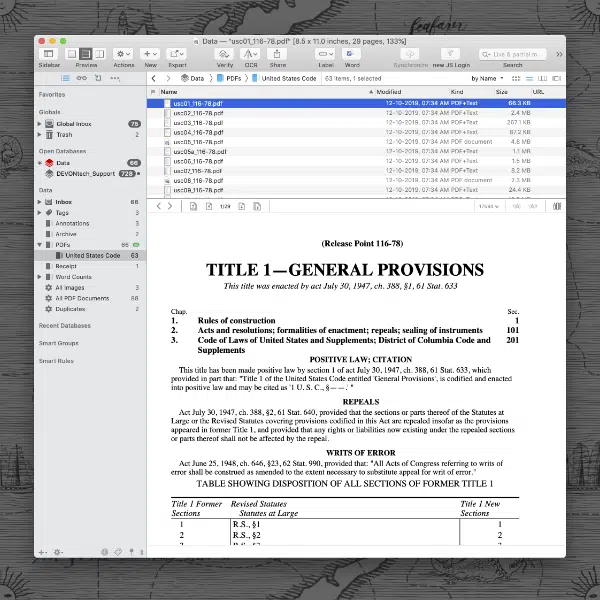 Data — "usc01_116-78.pdf" [8.5 x 11.0 inches, 29 pages, 133%]
Sidebar Preview Actions New Export Verify OCR Share Label Word Synchronize new JS Login Search
Live & partial m...
Data PDFs United States Code 63 items, 1 selected by Name
Favorites
Globals
Global Inbox 75
Trash 2
Open Databases
Data 66
DEVONtech_Support 728
Data
Inbox 66
Tags 3
Annotations 3
Archive 2
PDFs 66
United States Code 63
Receipt 1
Word Counts
All Images 3
All PDF Documents 88
Duplicates 2
Recent Databases
Smart Groups
Smart Rules
Name Modified Kind Size URL
usc01_116-78.pdf 12-10-2019, 07:34 AM PDF+Text 66.3 KB
usc02_116-78.pdf 12-10-2019, 07:34 AM PDF+Text 2.4 MB
usc03_116-78.pdf 12-10-2019, 07:34 AM PDF+Text 267.1 KB
usc04_116-78.pdf 12-10-2019, 07:34 AM PDF+Text 87.2 KB
usc05_116-78.pdf 12-10-2019, 07:34 AM PDF document 4.8 MB
usc05a_116-78.pdf 12-10-2019, 07:34 AM PDF+Text 1.1 MB
usc06_116-78.pdf 12-10-2019, 07:34 AM PDF+Text 1.5 MB
usc07_116-78.pdf 12-10-2019, 07:34 AM PDF+Text 8.2 MB
usc08_116-78.pdf 12-10-2019, 07:34 AM PDF document 2.3 MB
usc09_116-78.pdf 12-10-2019, 07:34 AM PDF+Text 24.4 KB
1/29
(Release Point 116-78)
TITLE 1—GENERAL PROVISIONS
This title was enacted by act July 30, 1947, ch. 388, §1, 61 Stat. 633
Chap. Sec.
1. Rules of construction 1
2. Acts and resolutions; formalities of enactment; repeals; sealing of instruments 101
3. Code of Laws of United States and Supplements; District of Columbia Code and 201
Supplements
POSITIVE LAW; CITATION
This title has been made positive law by section 1 of act July 30, 1947, ch. 388, 61 Stat. 633, which
provided in part that: "Title 1 of the United States Code entitled 'General Provisions', is codified and enacted
into positive law and may be cited as '1 U. S. C., §——.' "
REPEALS
Act July 30, 1947, ch. 388, §2, 61 Stat. 640, provided that the sections or parts thereof of the Statutes at
Large or the Revised Statutes covering provisions codified in this Act are repealed insofar as the provisions
appeared in former Title 1, and provided that any rights or liabilities now existing under the repealed sections
or parts thereof shall not be affected by the repeal.
WRITS OF ERROR
Act June 25, 1948, ch. 646, §23, 62 Stat. 990, provided that: "All Acts of Congress referring to writs of
error shall be construed as amended to the extent necessary to substitute appeal for writ of error."
TABLE SHOWING DISPOSITION OF ALL SECTIONS OF FORMER TITLE 1
Title 1 Former Revised Statutes Title 1 New
Sections Statutes at Large Sections
1 R.S., §1 1
2 R.S., §2 2